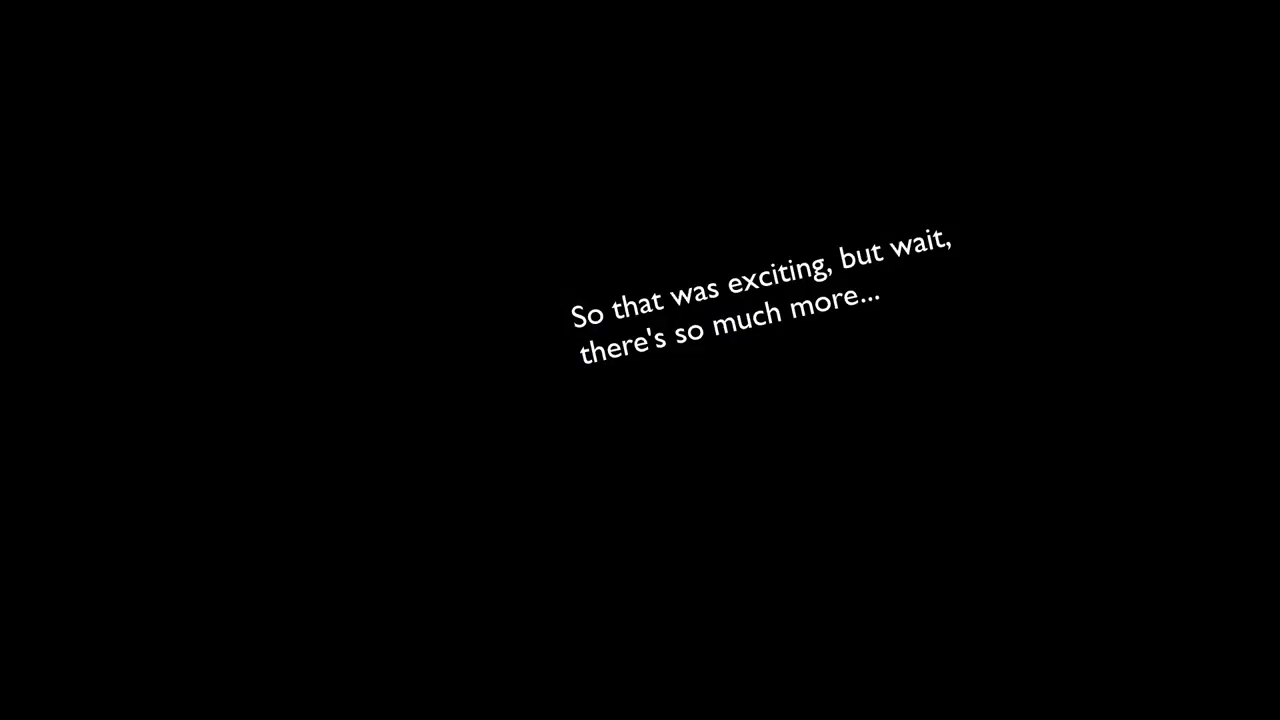 So that was exciting, but wait,
there's so much more...